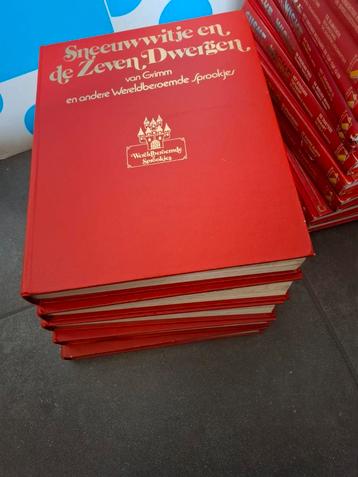 Sneeuwwitje en
de Zeven Dwergen
van Grimm
en andere Wereldberoemde Sprookjes
Wereldberoemde
Sprookjes